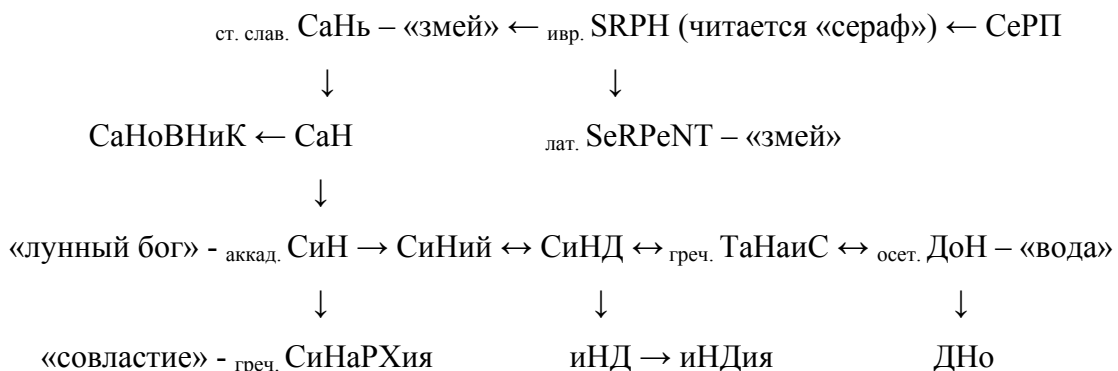 ст. слав. СаНь – «змей» ← ивр. SRPH (читается «сераф») ← СеРП
↓ ↓
СаНоВНиК ← СаН лат. SeRPeNT – «змей»
↓
«лунный бог» - аккад. СиН → СиНий ↔ СиНД ↔ греч. ТаНаиС ↔ осет. ДоН – «вода»
↓ ↓ ↓
«совластие» - греч. СиНаРХия иНД → иНДия ДНо